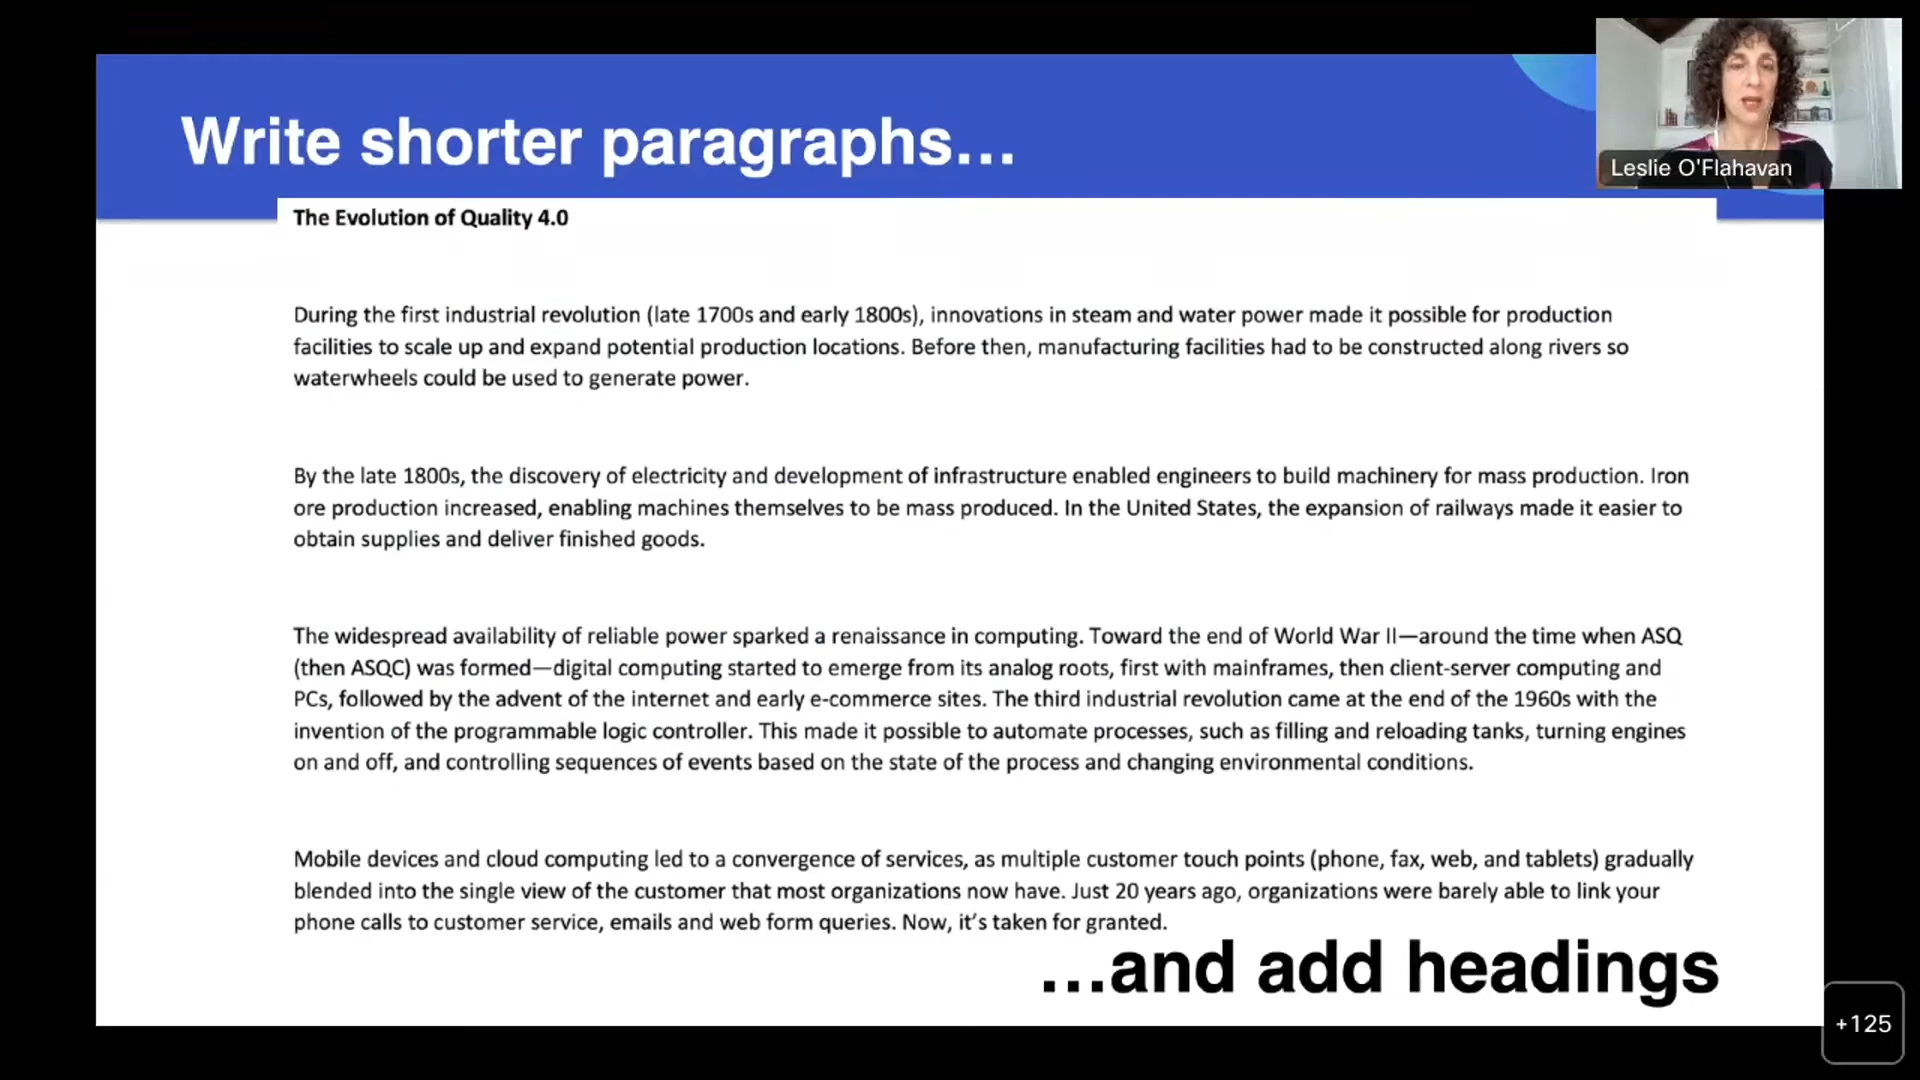 Write shorter paragraphs...
Leslie O'Flahavan
The Evolution of Quality 4.0
During the first industrial revolution (late 1700s and early 1800s), innovations in steam and water power made it possible for production
facilities to scale up and expand potential production locations. Before then, manufacturing facilities had to be constructed along rivers so
waterwheels could be used to generate power.
By the late 1800s, the discovery of electricity and development of infrastructure enabled engineers to build machinery for mass production. Iron
ore production increased, enabling machines themselves to be mass produced. In the United States, the expansion of railways made it easier to
obtain supplies and deliver finished goods.
The widespread availability of reliable power sparked a renaissance in computing. Toward the end of World War II—around the time when ASQ
(then ASQC) was formed—digital computing started to emerge from its analog roots, first with mainframes, then client-server computing and
PCs, followed by the advent of the internet and early e-commerce sites. The third industrial revolution came at the end of the 1960s with the
invention of the programmable logic controller. This made it possible to automate processes, such as filling and reloading tanks, turning engines
on and off, and controlling sequences of events based on the state of the process and changing environmental conditions.
Mobile devices and cloud computing led to a convergence of services, as multiple customer touch points (phone, fax, web, and tablets) gradually
blended into the single view of the customer that most organizations now have. Just 20 years ago, organizations were barely able to link your
phone calls to customer service, emails and web form queries. Now, it's taken for granted.
...and add headings
+125